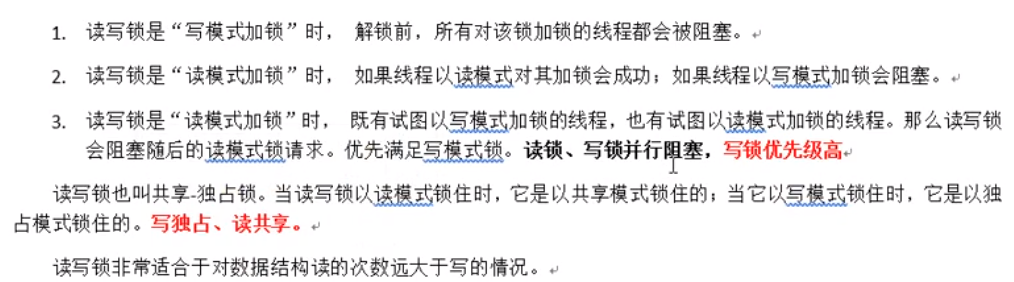 1. 读写锁是“写模式加锁”时， 解锁前，所有对该锁加锁的线程都会被阻塞。
2. 读写锁是“读模式加锁”时， 如果线程以读模式对其加锁会成功；如果线程以写模式加锁会阻塞。
3. 读写锁是“读模式加锁”时， 既有试图以写模式加锁的线程，也有试图以读模式加锁的线程。那么读写锁
会阻塞随后的读模式锁请求。优先满足写模式锁。读锁、写锁并行阻塞，写锁优先级高
读写锁也叫共享-独占锁。当读写锁以读模式锁住时，它是以共享模式锁住的；当它以写模式锁住时，它是以独
占模式锁住的。写独占、读共享。
读写锁非常适合于对数据结构读的次数远大于写的情况。